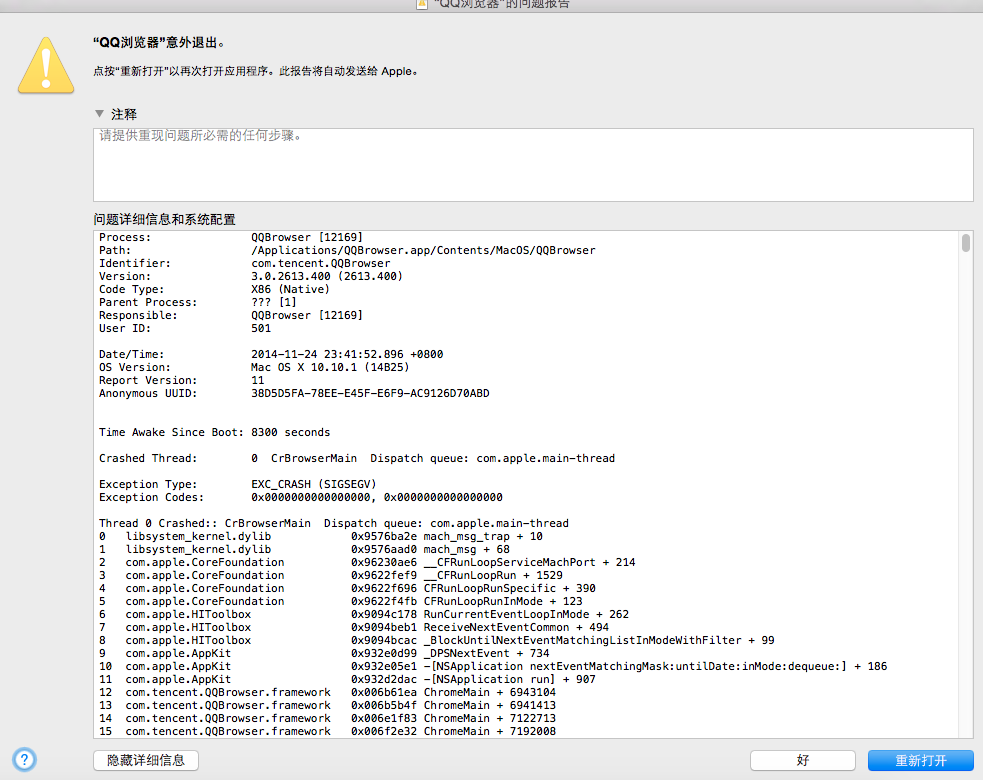 “QQ浏览器”的问题报告
“QQ浏览器”意外退出。
点按“重新打开”以再次打开应用程序。此报告将自动发送给 Apple。
▼ 注释
请提供重现问题所必需的任何步骤。
问题详细信息和系统配置
Process: QQBrowser [12169]
Path: /Applications/QQBrowser.app/Contents/MacOS/QQBrowser
Identifier: com.tencent.QQBrowser
Version: 3.0.2613.400 (2613.400)
Code Type: X86 (Native)
Parent Process: ??? [1]
Responsible: QQBrowser [12169]
User ID: 501
Date/Time: 2014-11-24 23:41:52.896 +0800
OS Version: Mac OS X 10.10.1 (14B25)
Report Version: 11
Anonymous UUID: 38D5D5FA-78EE-E45F-E6F9-AC9126D70ABD
Time Awake Since Boot: 8300 seconds
Crashed Thread: 0 CrBrowserMain Dispatch queue: com.apple.main-thread
Exception Type: EXC_CRASH (SIGSEGV)
Exception Codes: 0x0000000000000000, 0x0000000000000000
Thread 0 Crashed:: CrBrowserMain Dispatch queue: com.apple.main-thread
0 libsystem_kernel.dylib 0x9576ba2e mach_msg_trap + 10
1 libsystem_kernel.dylib 0x9576aad0 mach_msg + 68
2 com.apple.CoreFoundation 0x96230ae6 __CFRunLoopServiceMachPort + 214
3 com.apple.CoreFoundation 0x9622fef9 __CFRunLoopRun + 1529
4 com.apple.CoreFoundation 0x9622f696 CFRunLoopRunSpecific + 390
5 com.apple.CoreFoundation 0x9622f4fb CFRunLoopRunInMode + 123
6 com.apple.HIToolbox 0x9094c178 RunCurrentEventLoopInMode + 262
7 com.apple.HIToolbox 0x9094beb1 ReceiveNextEventCommon + 494
8 com.apple.HIToolbox 0x9094bcac _BlockUntilNextEventMatchingListInModeWithFilter + 99
9 com.apple.AppKit 0x932e0d99 _DPSNextEvent + 734
10 com.apple.AppKit 0x932e05e1 -[NSApplication nextEventMatchingMask:untilDate:inMode:dequeue:] + 186
11 com.apple.AppKit 0x932d2dac -[NSApplication run] + 907
12 com.tencent.QQBrowser.framework 0x006b61ea ChromeMain + 6943104
13 com.tencent.QQBrowser.framework 0x006b5b4f ChromeMain + 6941413
14 com.tencent.QQBrowser.framework 0x006e1f83 ChromeMain + 7122713
15 com.tencent.QQBrowser.framework 0x006f2e32 ChromeMain + 7192008
?
隐藏详细信息
好
重新打开